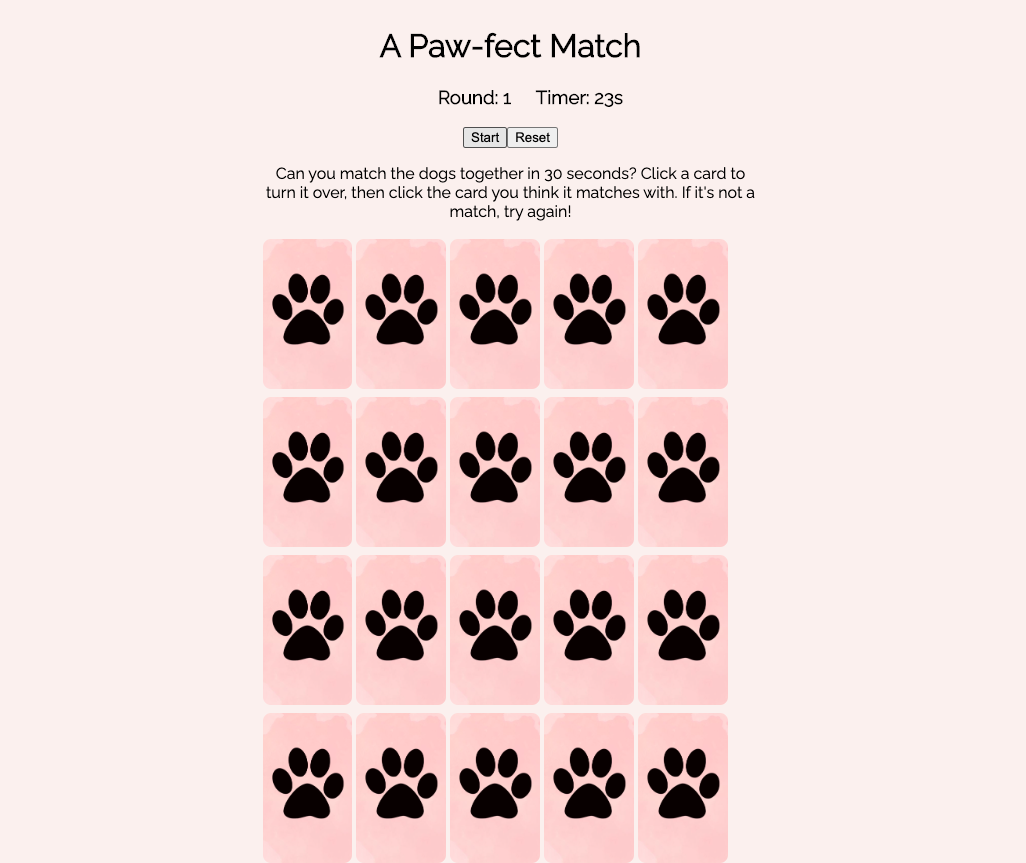 A Paw-fect Match
Round: 1 Timer: 23s
Start Reset
Can you match the dogs together in 30 seconds? Click a card to
turn it over, then click the card you think it matches with. If it's not a
match, try again!